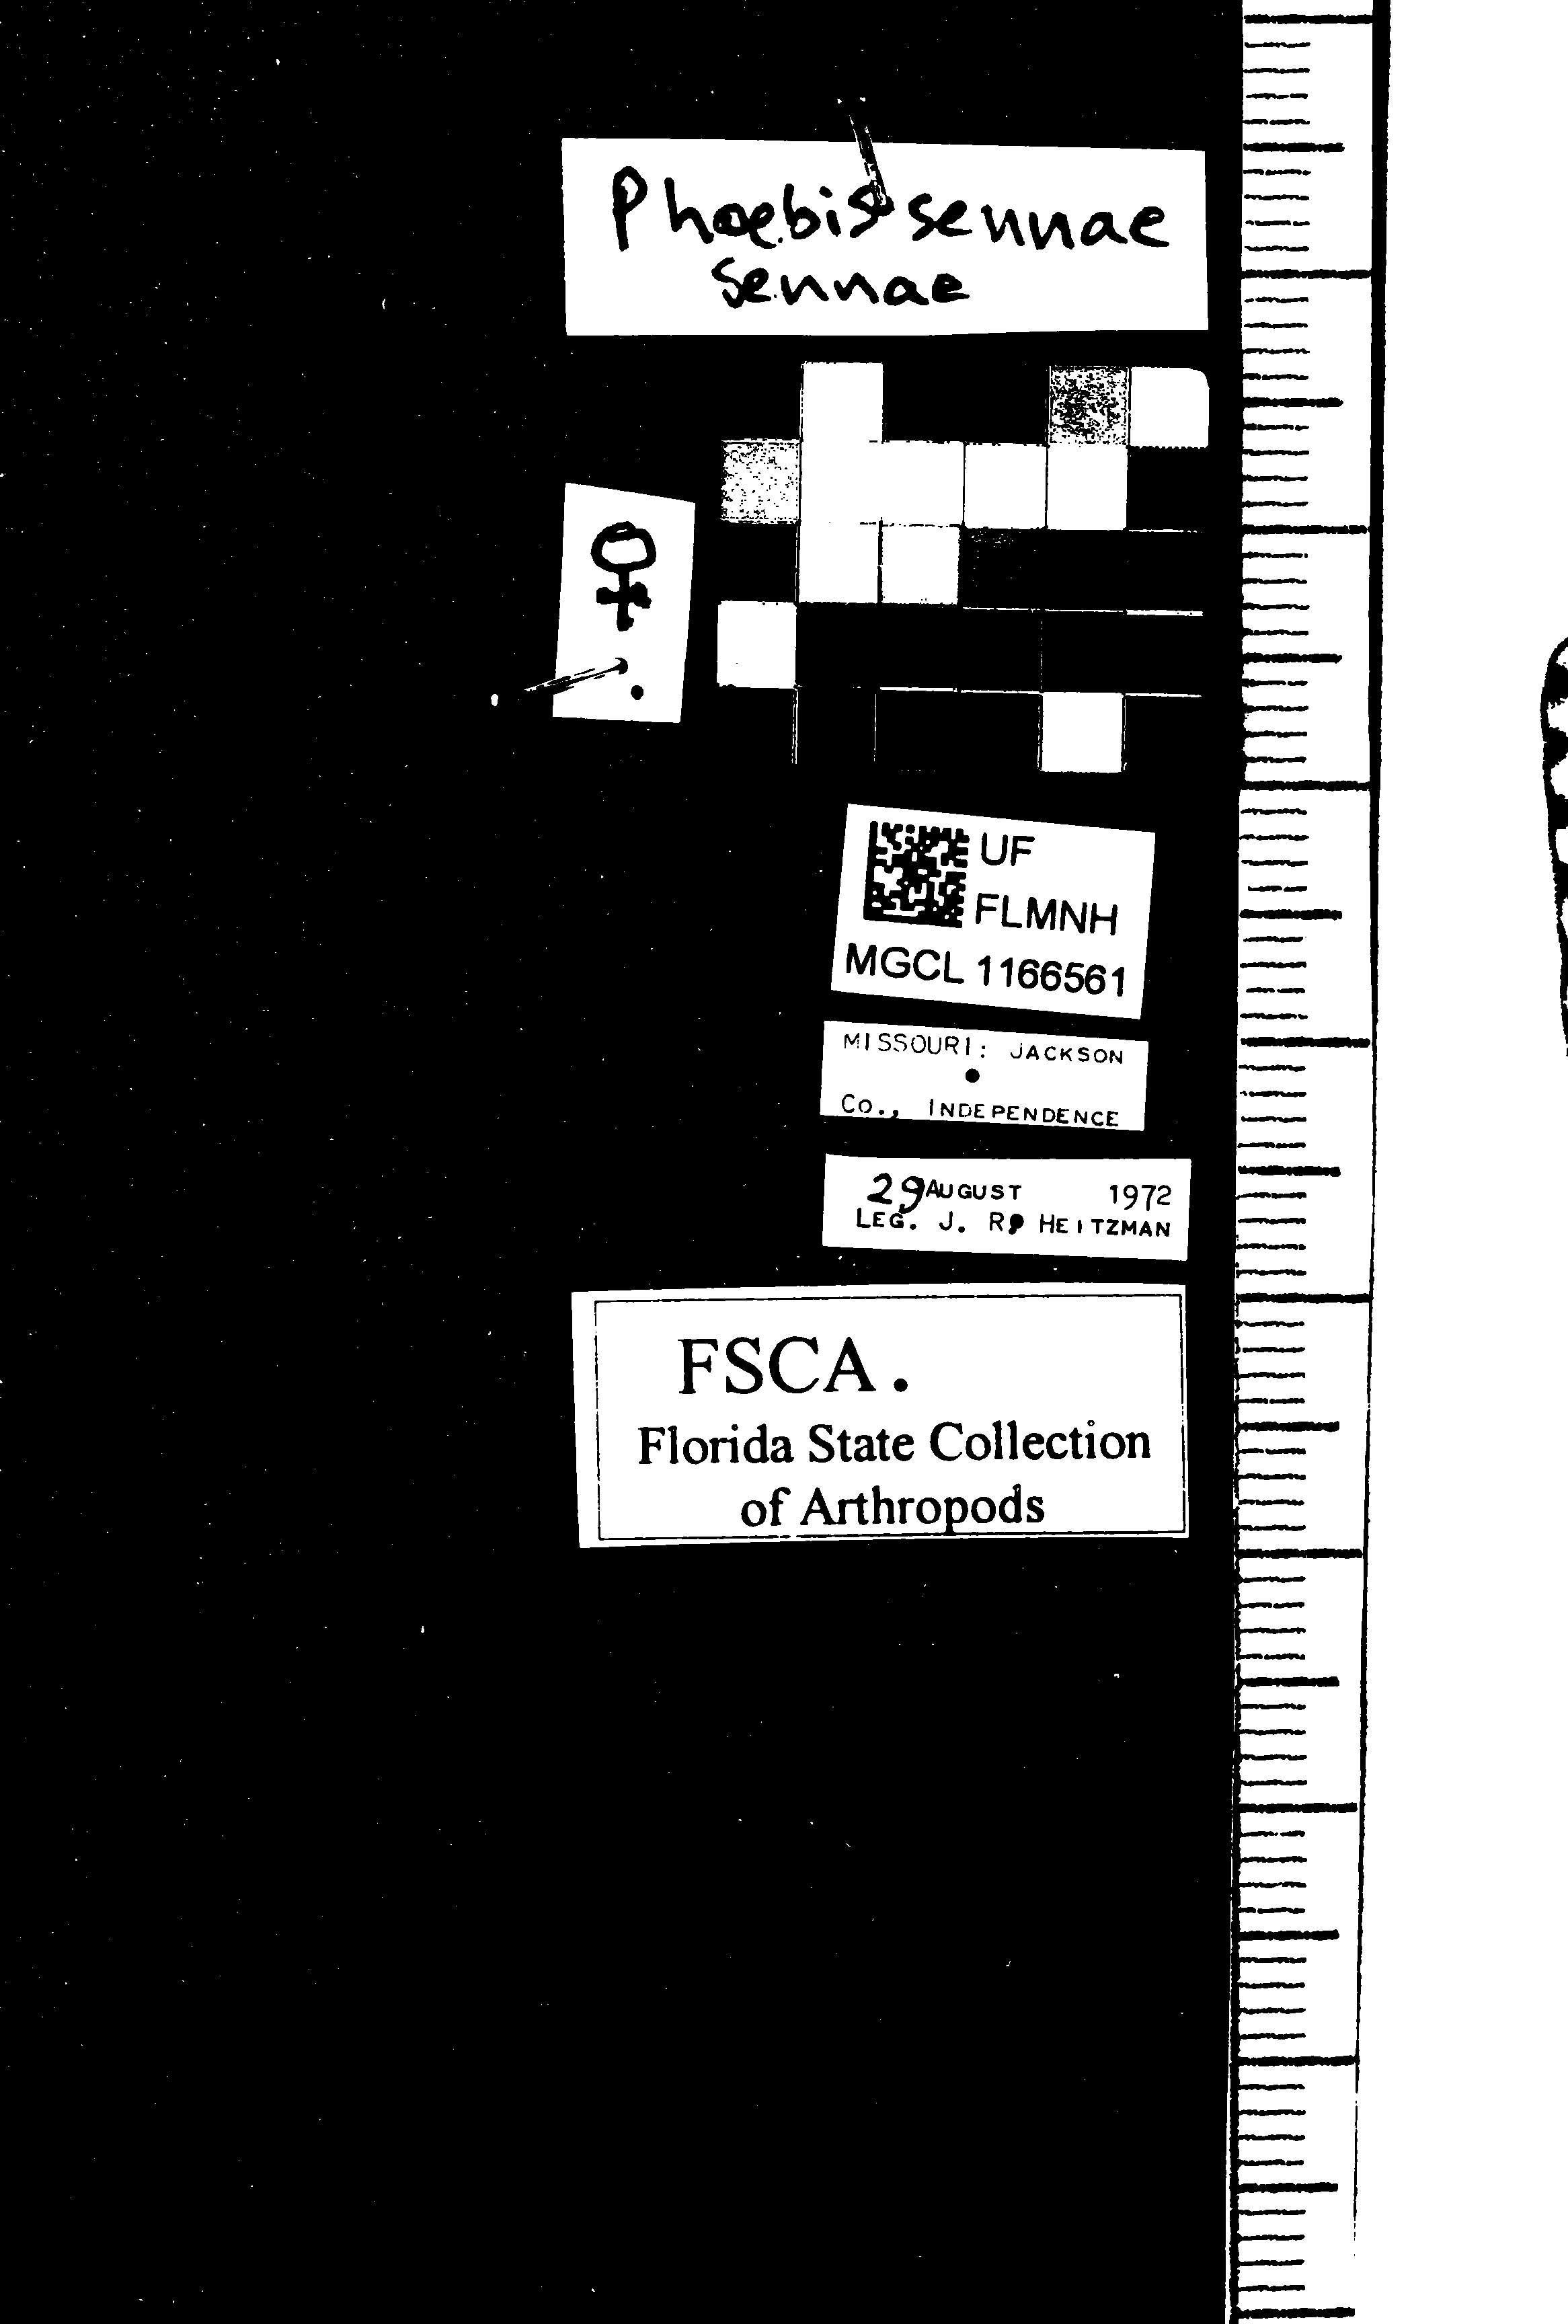 Phoebis sennae
sennae
♀
UF
FLMNH
MGCL 1166561
MISSOURI: JACKSON
Co., INDEPENDENCE
29 AUGUST 1972
LEG. J. R. HEITZMAN
FSCA.
Florida State Collection
of Arthropods